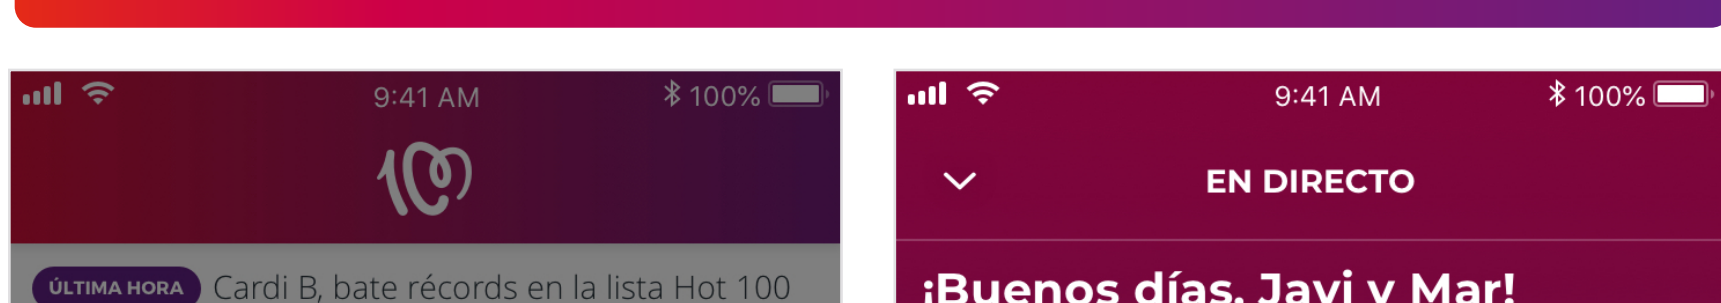 9:41 AM
100%
100
ÚLTIMA HORA Cardi B, bate récords en la lista Hot 100
9:41 AM
100%
EN DIRECTO
¡Buenos días, Javi y Mar!